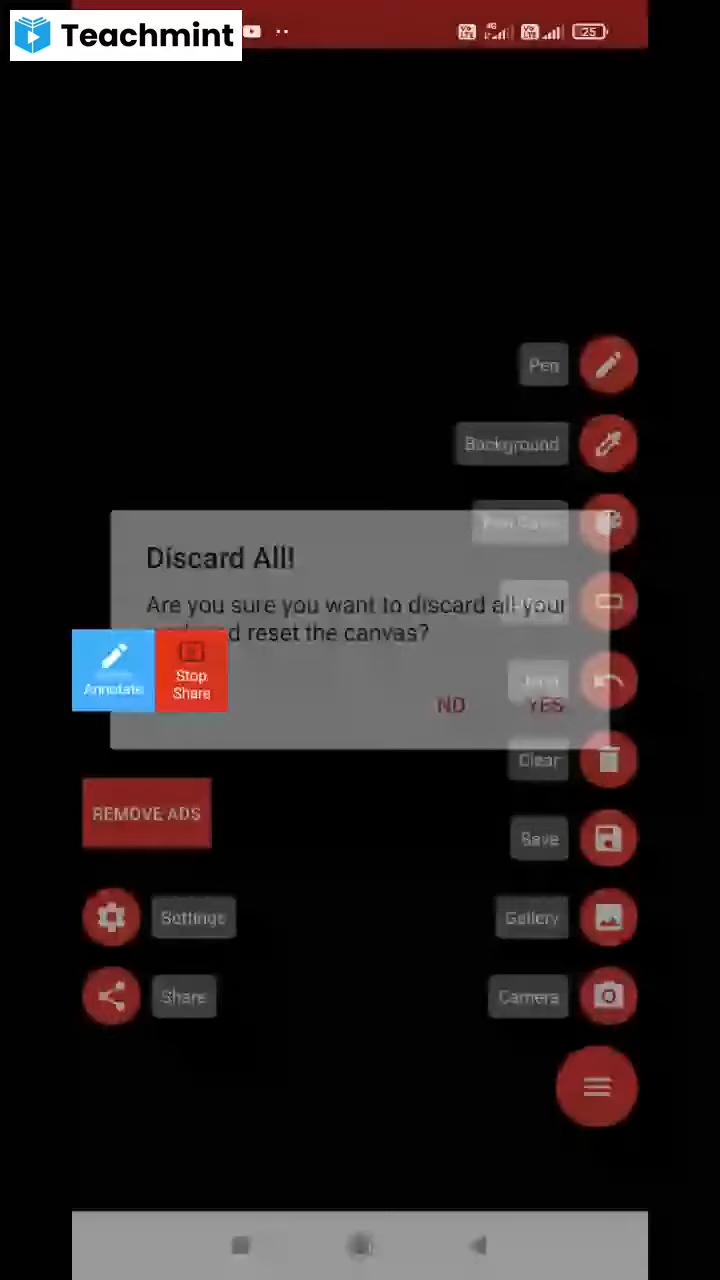 Teachmint
25
Pen
Background
Discard All!
Are you sure you want to discard all your
d reset the canvas?
Annotate
Stop
Share
NO
YES
Clear
REMOVE ADS
Save
Settings
Gallery
Share
Camera